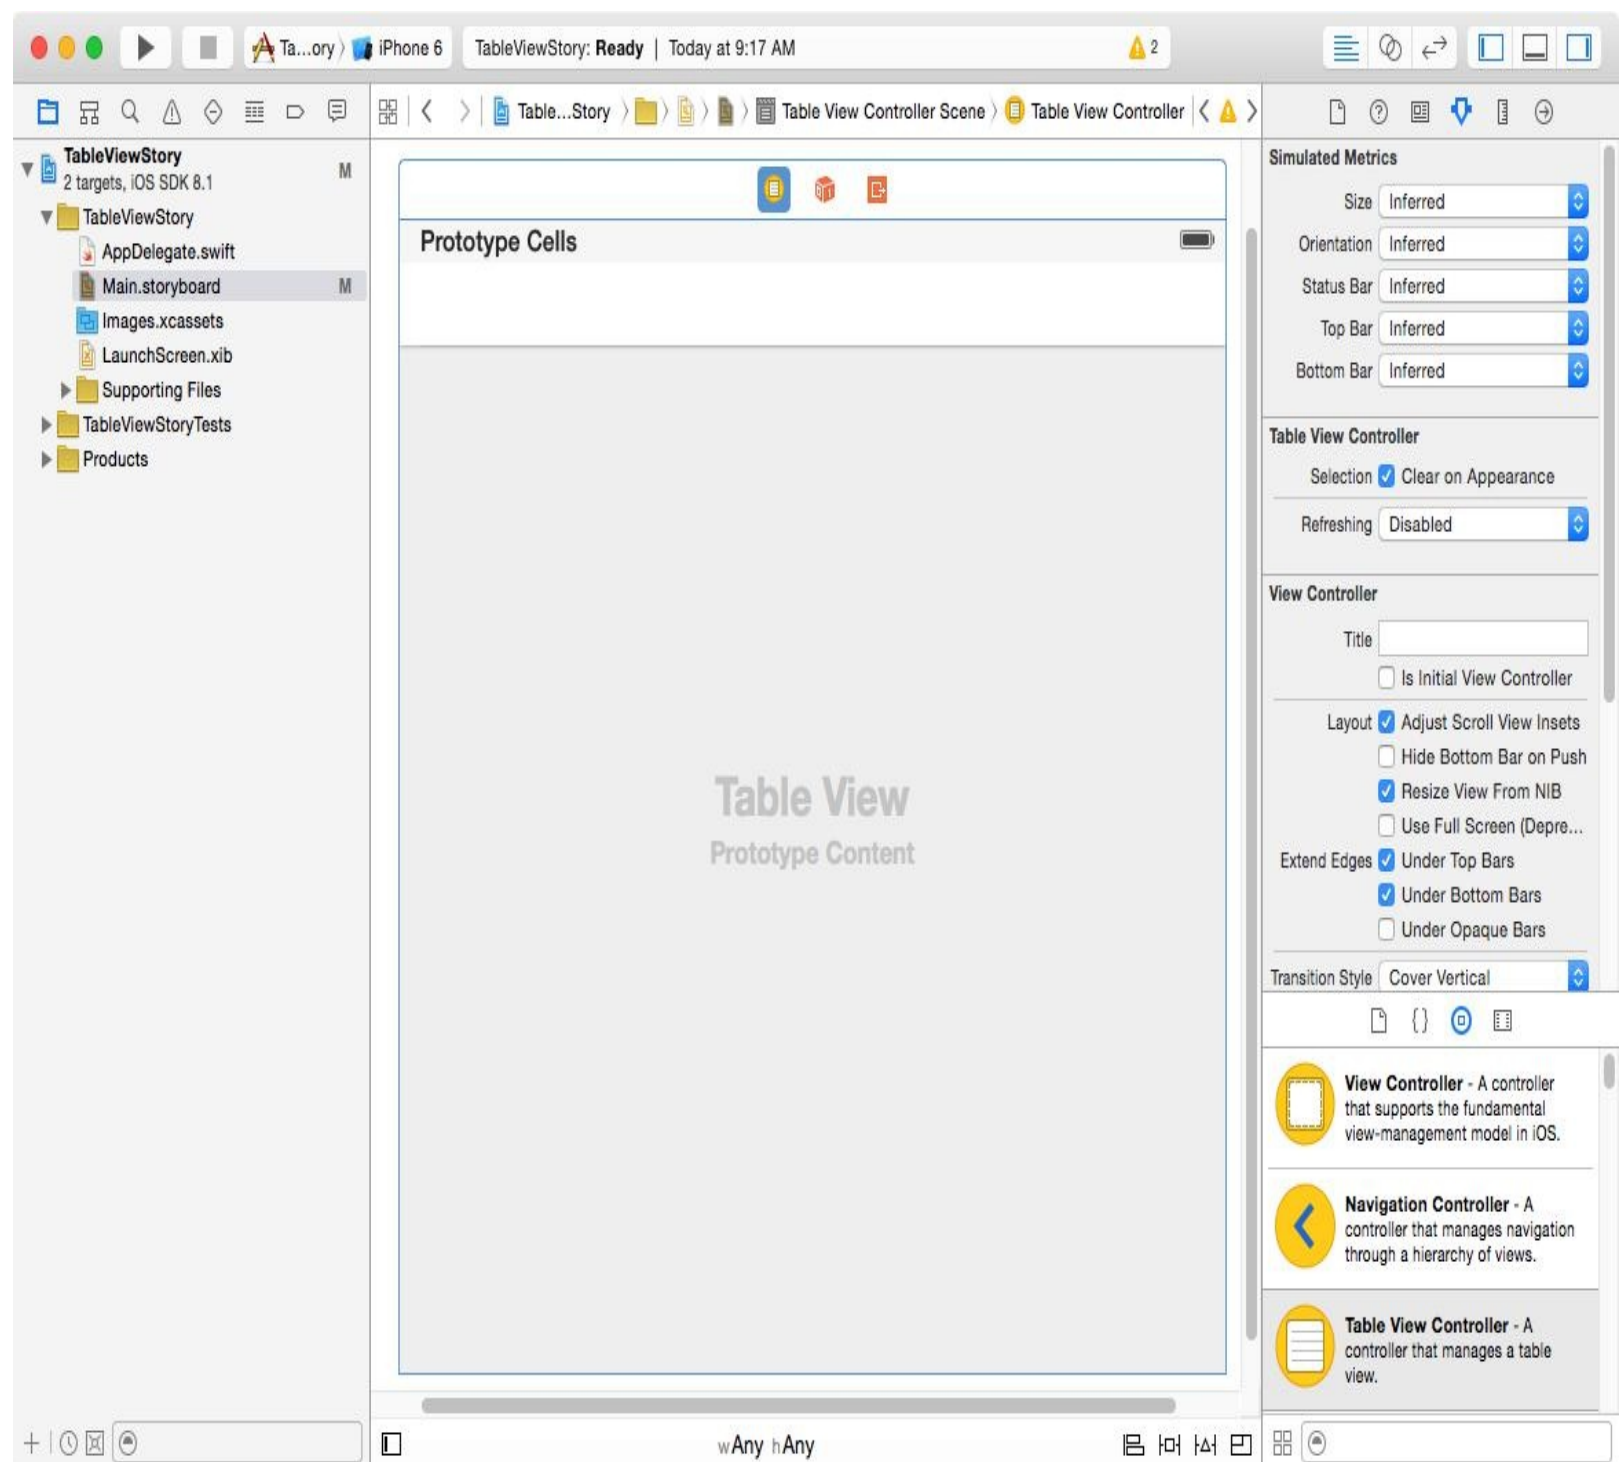 Ta...ory iPhone 6 TableViewStory: Ready | Today at 9:17 AM 2
Table...Story Table View Controller Scene Table View Controller
TableViewStory M
2 targets, iOS SDK 8.1
TableViewStory
AppDelegate.swift
Main.storyboard M
Images.xcassets
LaunchScreen.xib
Supporting Files
TableViewStoryTests
Products
Prototype Cells
Table View
Prototype Content
wAny hAny
Simulated Metrics
Size Inferred
Orientation Inferred
Status Bar Inferred
Top Bar Inferred
Bottom Bar Inferred
Table View Controller
Selection Clear on Appearance
Refreshing Disabled
View Controller
Title
Is Initial View Controller
Layout Adjust Scroll View Insets
Hide Bottom Bar on Push
Resize View From NIB
Use Full Screen (Depre...
Extend Edges Under Top Bars
Under Bottom Bars
Under Opaque Bars
Transition Style Cover Vertical
{}
View Controller - A controller
that supports the fundamental
view-management model in iOS.
Navigation Controller - A
controller that manages navigation
through a hierarchy of views.
Table View Controller - A
controller that manages a table
view.